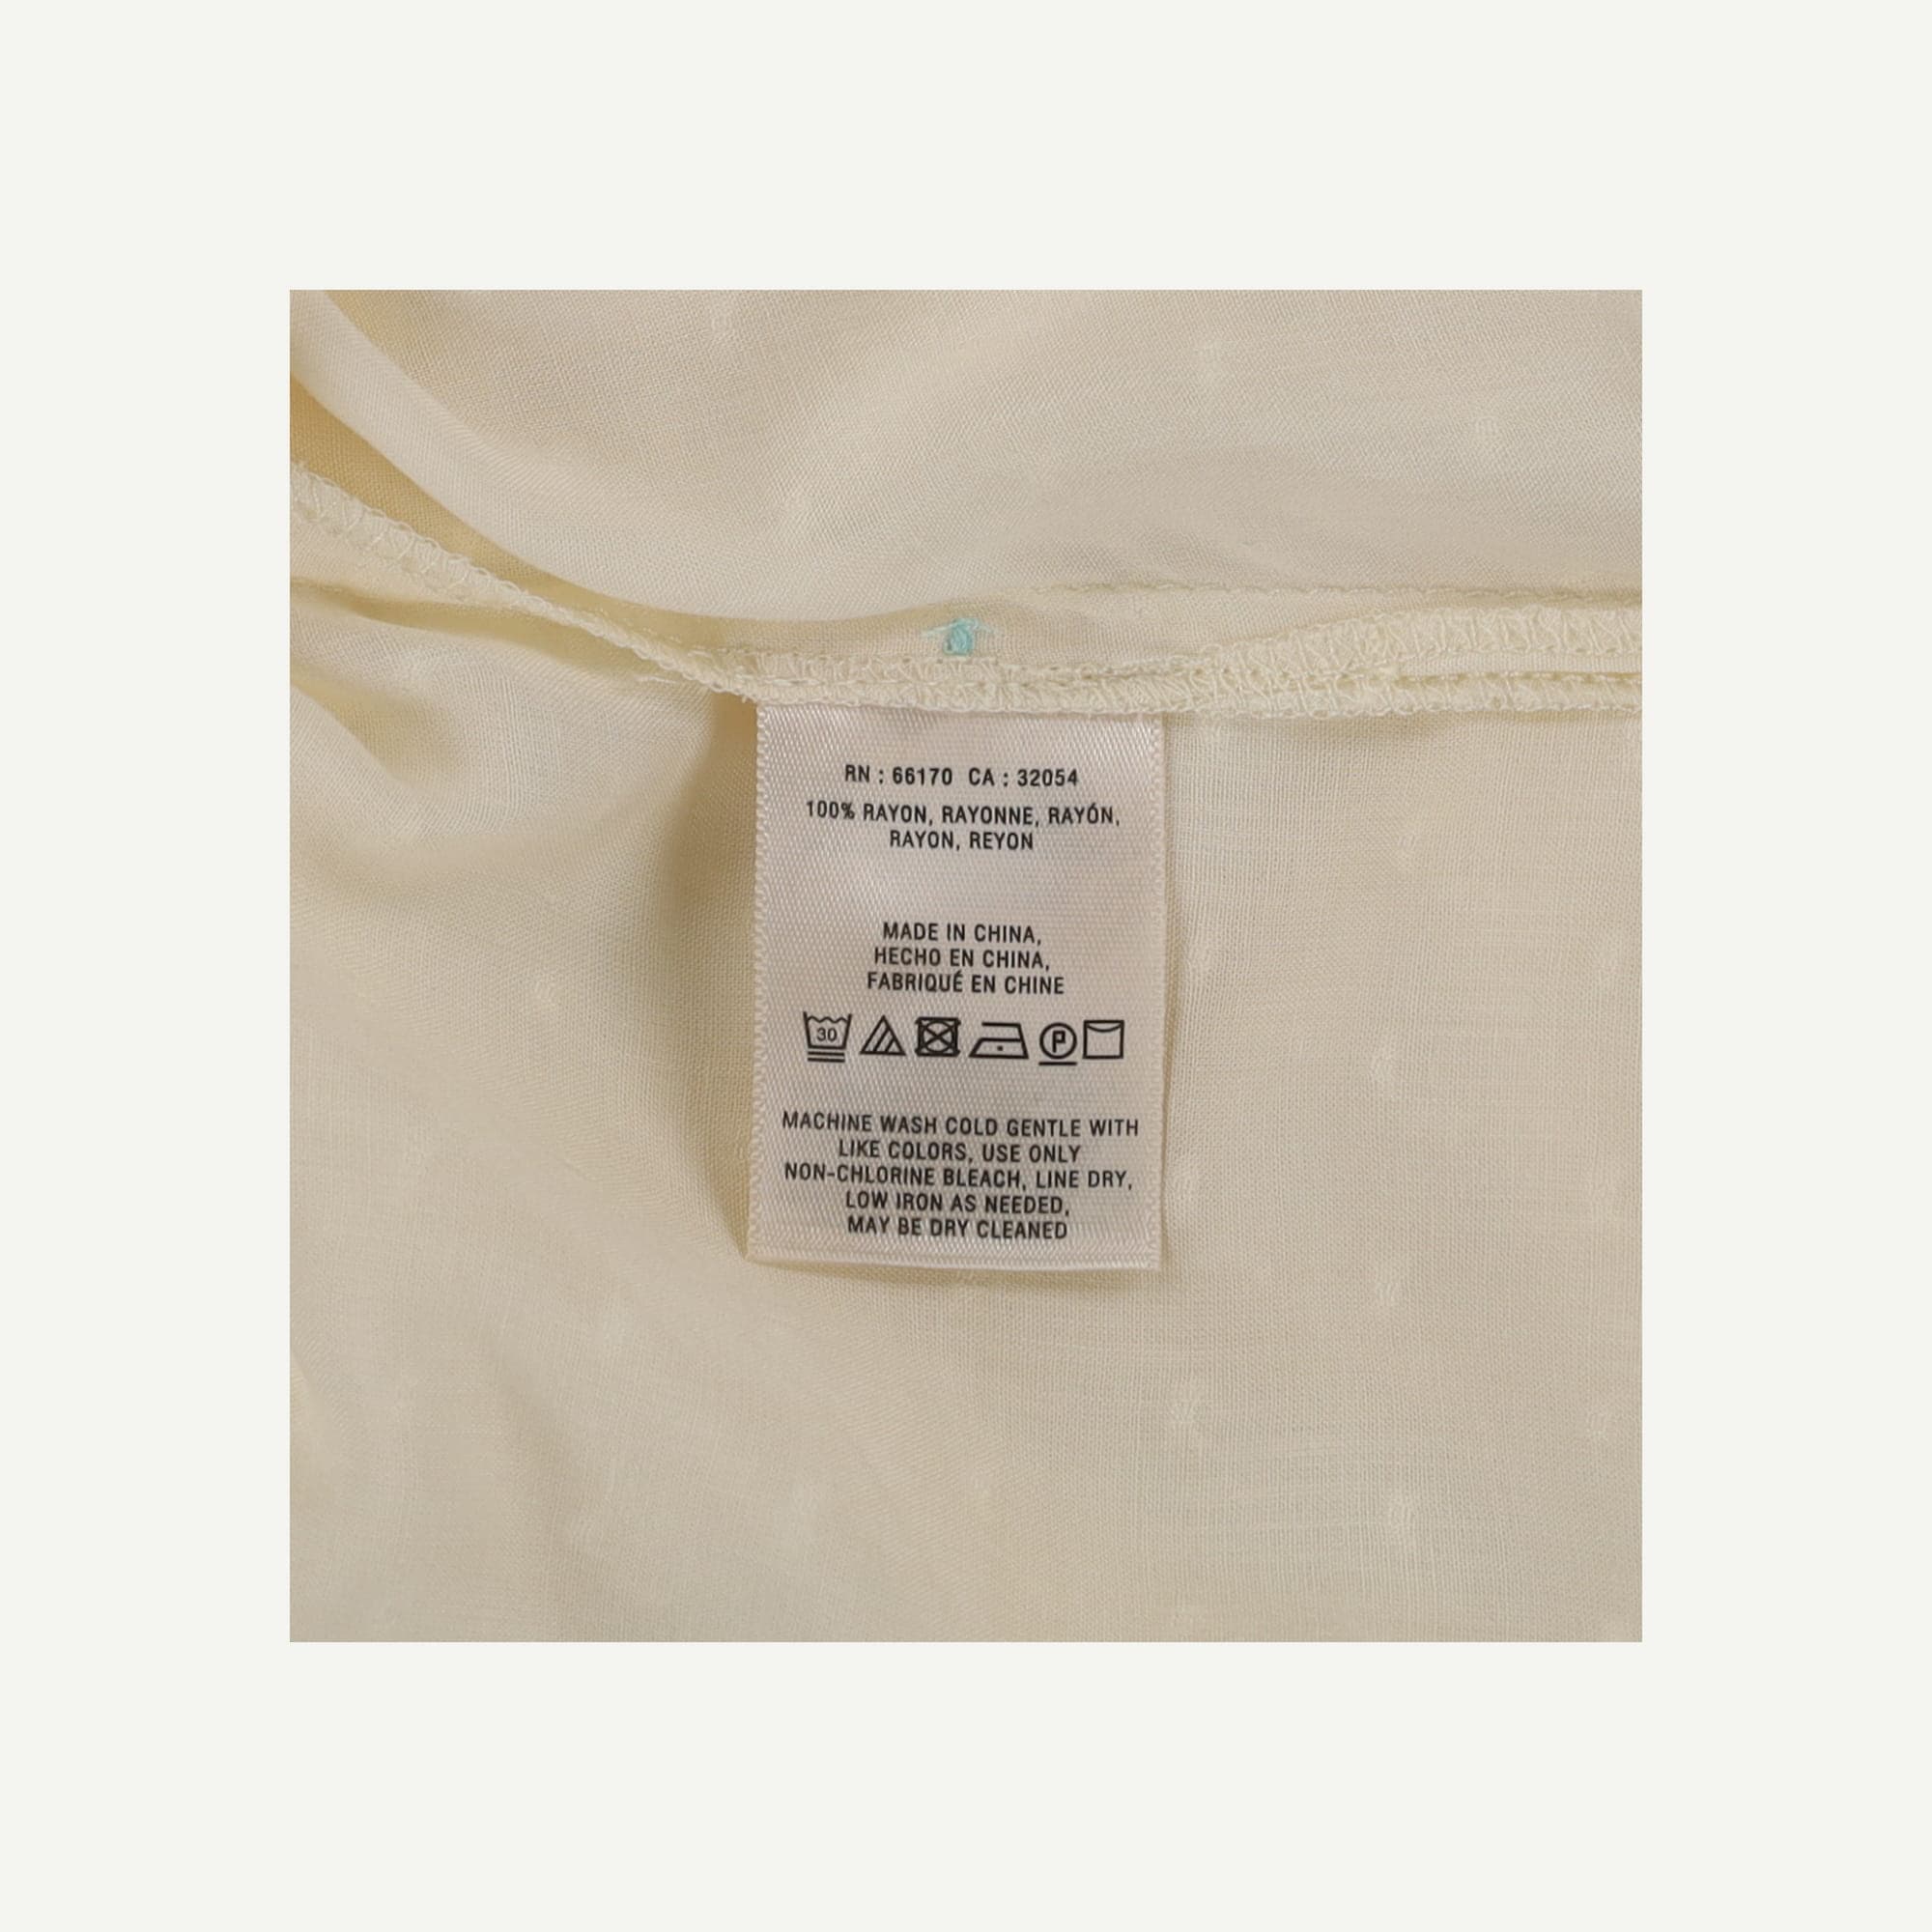 RN : 66170 CA : 32054
100% RAYON, RAYONNE, RAYÓN,
RAYON, REYON
MADE IN CHINA,
HECHO EN CHINA,
FABRIQUÉ EN CHINE
30 P
MACHINE WASH COLD GENTLE WITH
LIKE COLORS, USE ONLY
NON-CHLORINE BLEACH, LINE DRY,
LOW IRON AS NEEDED,
MAY BE DRY CLEANED